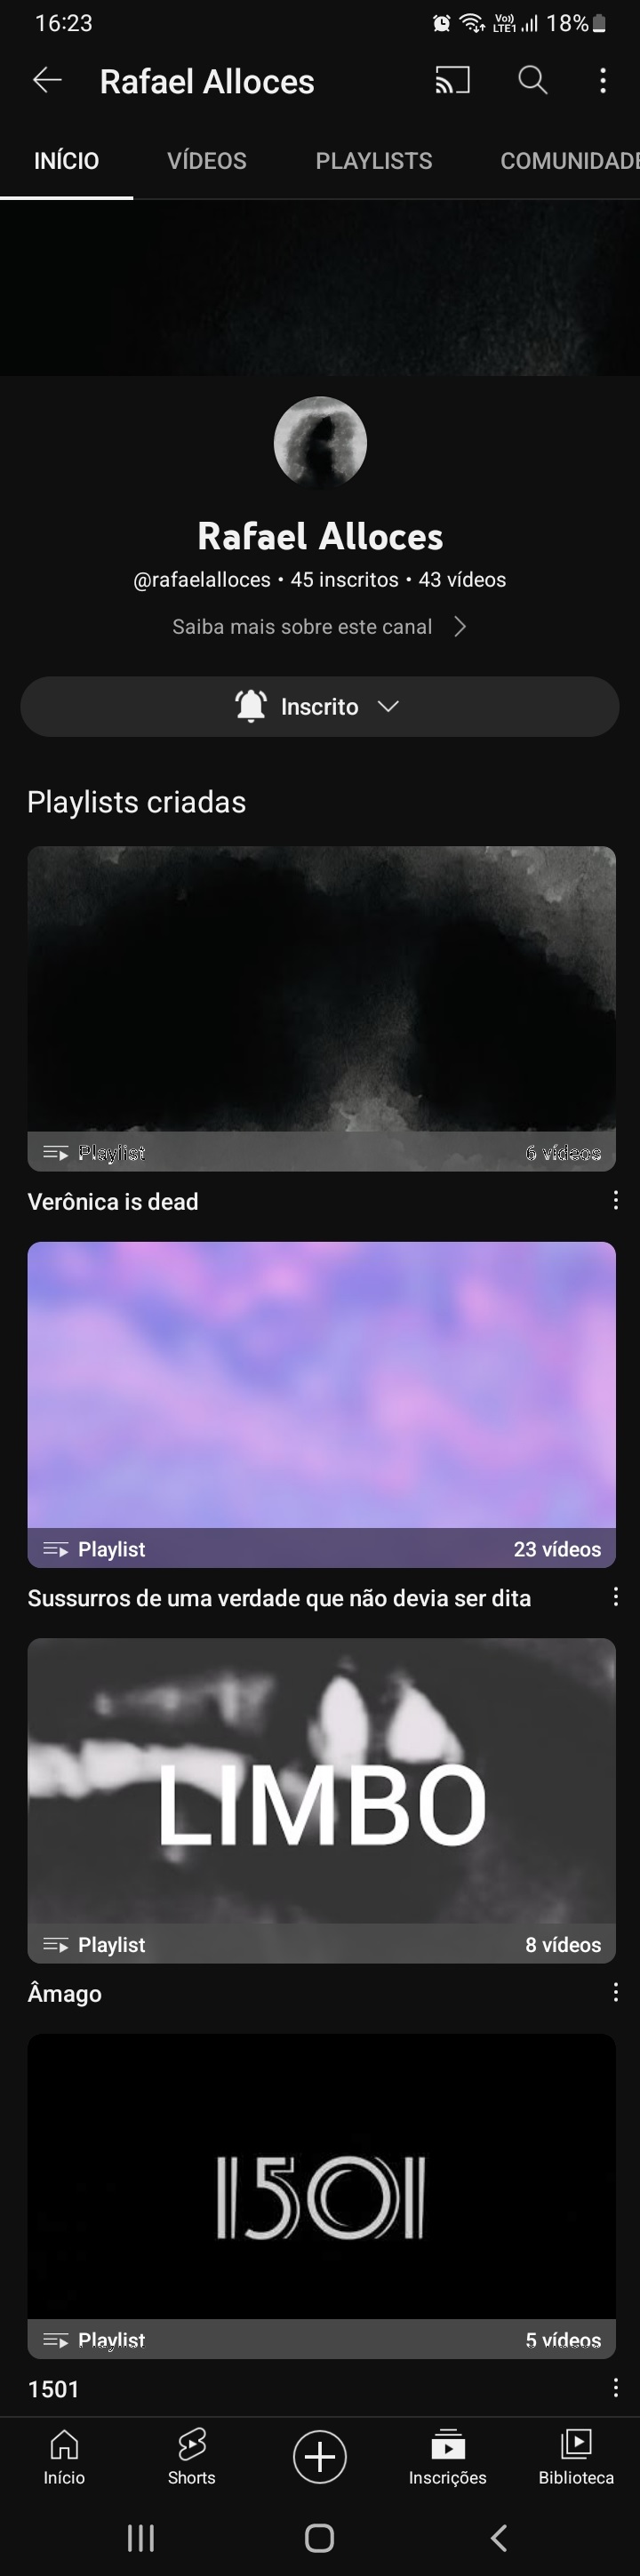 16:23
Vo))
LTE1
18%
Rafael Alloces
INÍCIO VÍDEOS PLAYLISTS COMUNIDADE
Rafael Alloces
@rafaelalloces • 45 inscritos • 43 vídeos
Saiba mais sobre este canal
Inscrito
Playlists criadas
Playlist 6 vídeos
Verônica is dead
Playlist 23 vídeos
Sussurros de uma verdade que não devia ser dita
LIMBO
Playlist 8 vídeos
Âmago
1501
Playlist 5 vídeos
1501
Início Shorts Inscrições Biblioteca